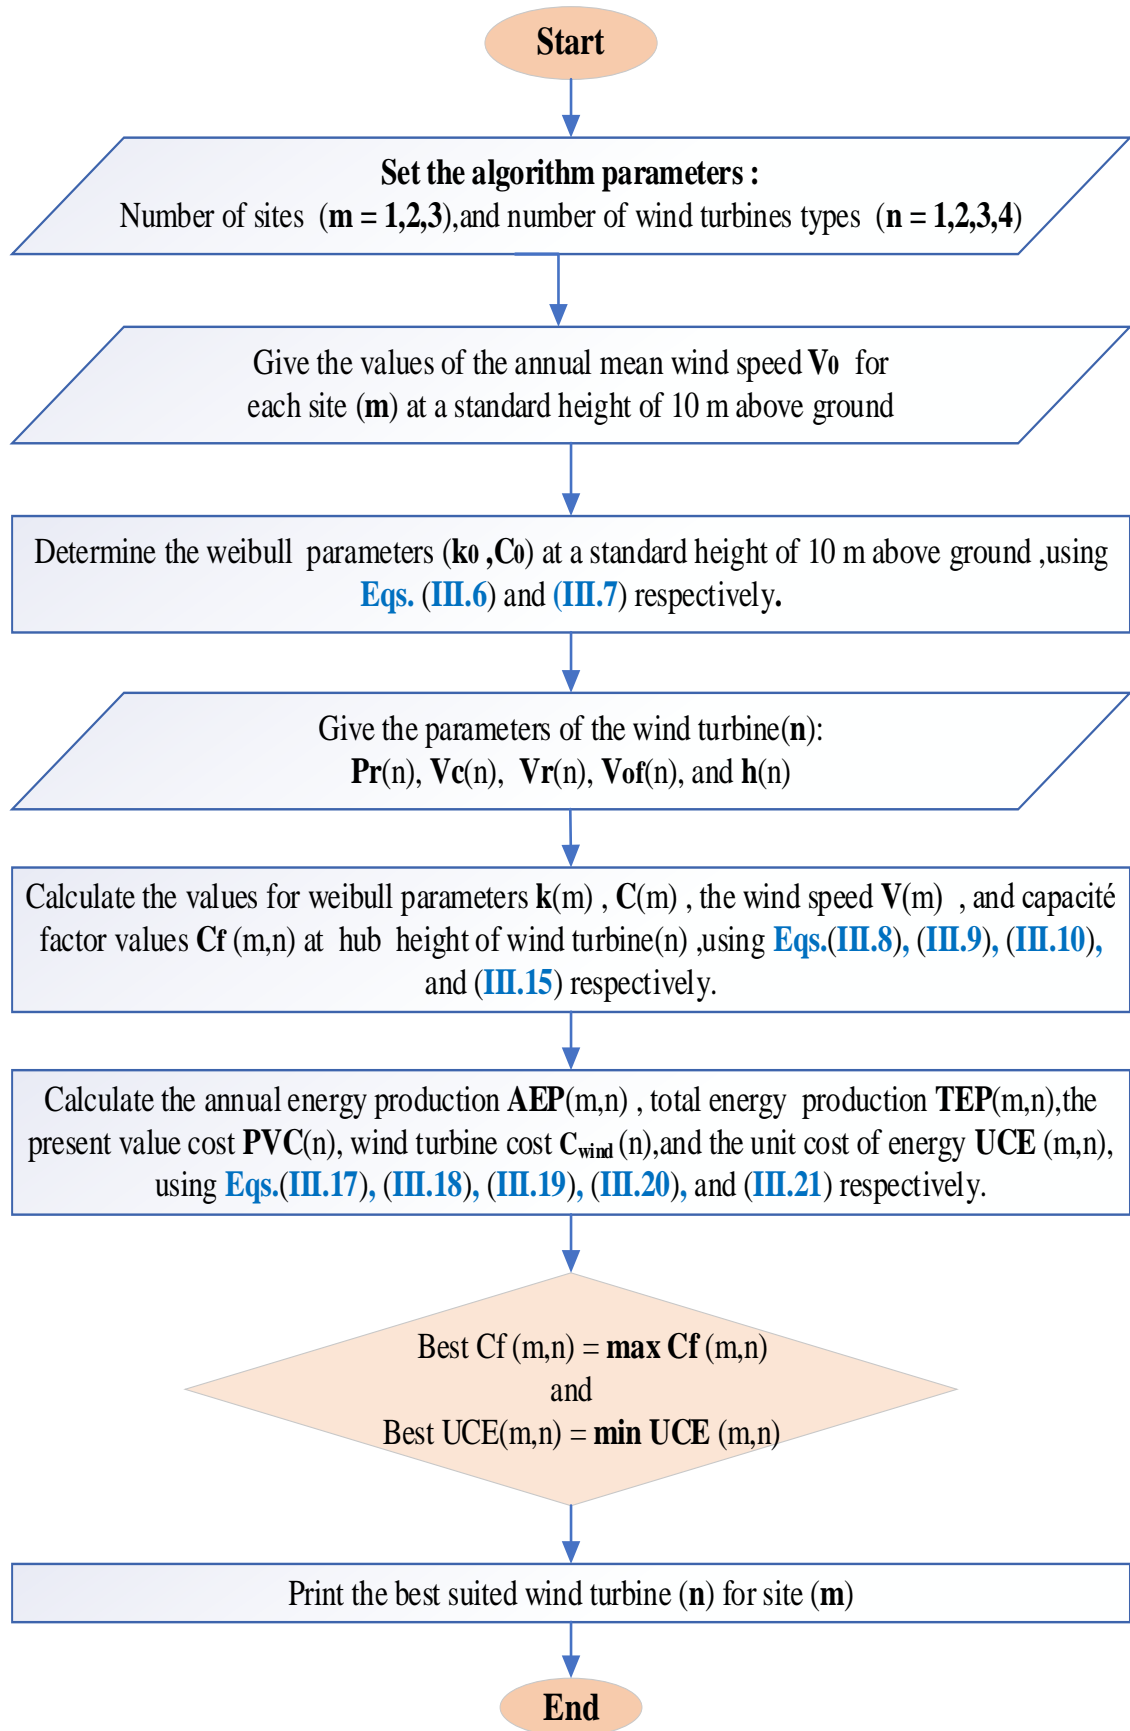 Start
Set the algorithm parameters :
Number of sites (m = 1,2,3),and number of wind turbines types (n = 1,2,3,4)
Give the values of the annual mean wind speed V0 for
each site (m) at a standard height of 10 m above ground
Determine the weibull parameters (k0 ,C0) at a standard height of 10 m above ground ,using
Eqs. (III.6) and (III.7) respectively.
Give the parameters of the wind turbine(n):
Pr(n), Vc(n), Vr(n), Vof(n), and h(n)
Calculate the values for weibull parameters k(m) , C(m) , the wind speed V(m) , and capacité
factor values Cf (m,n) at hub height of wind turbine(n) ,using Eqs.(III.8), (III.9), (III.10),
and (III.15) respectively.
Calculate the annual energy production AEP(m,n) , total energy production TEP(m,n),the
present value cost PVC(n), wind turbine cost Cwind (n),and the unit cost of energy UCE (m,n),
using Eqs.(III.17), (III.18), (III.19), (III.20), and (III.21) respectively.
Best Cf (m,n) = max Cf (m,n)
and
Best UCE(m,n) = min UCE (m,n)
Print the best suited wind turbine (n) for site (m)
End